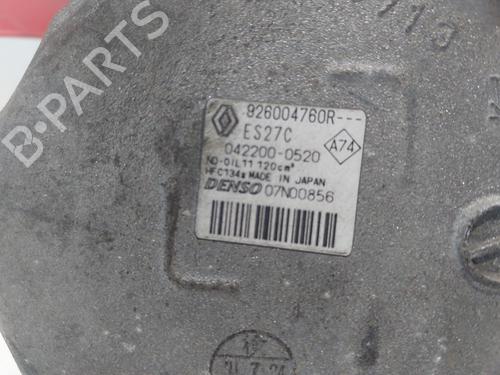 926004760R---
ES27C
A74
042200-0520
ND-OIL11 120cm³
HFC134a MADE IN JAPAN
DENSO 07N00856
B-PARTS